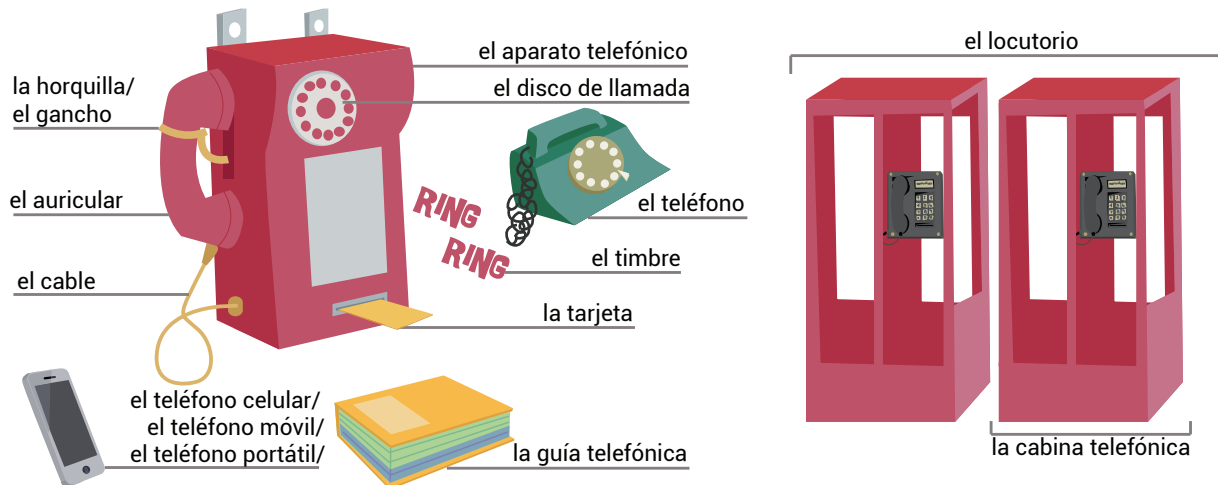 el aparato telefónico
el locutorio
la horquilla/
el gancho
el disco de llamada
el auricular
RING
RING
el teléfono
el timbre
el cable
la tarjeta
el teléfono celular/
el teléfono móvil/
el teléfono portátil/
la guía telefónica
la cabina telefónica